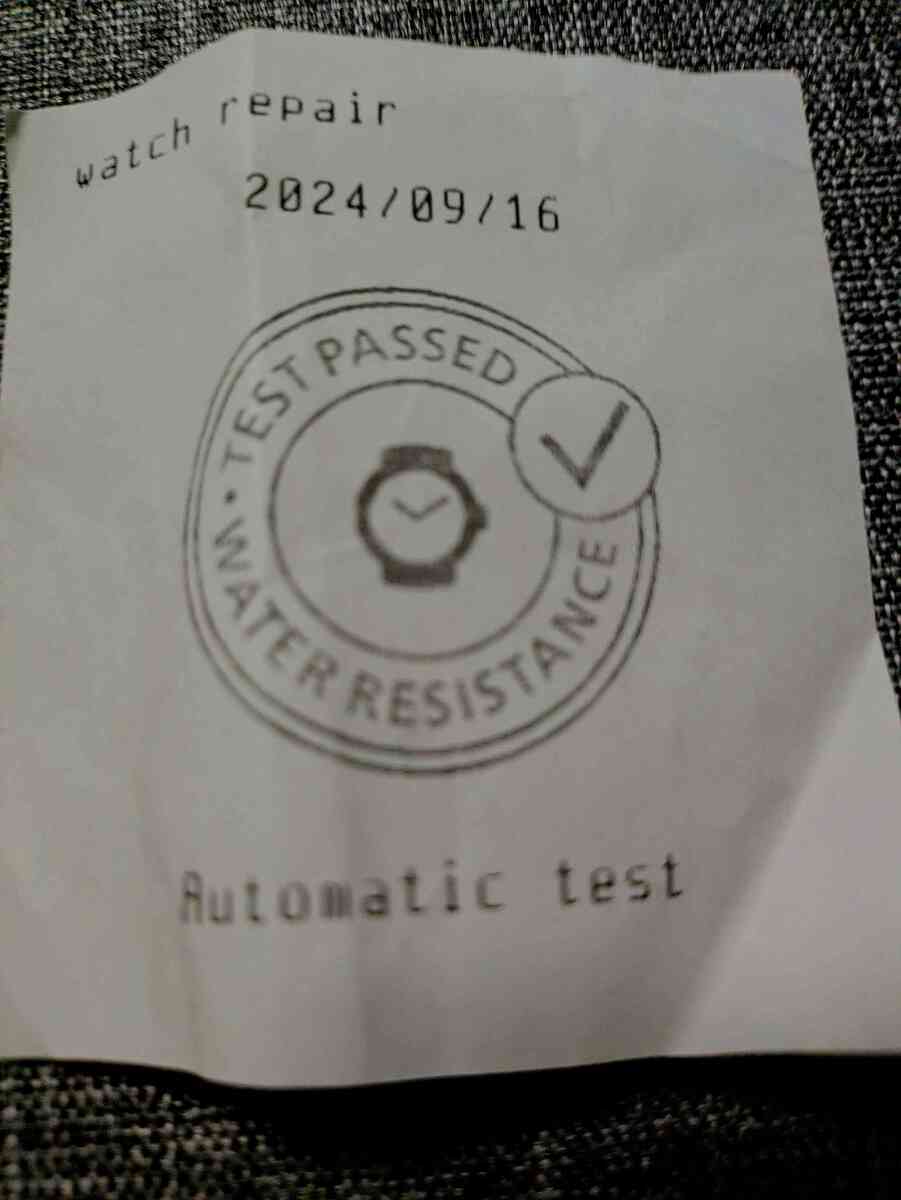 watch repair
2024/09/16
TEST PASSED
• WATER RESISTANCE
Automatic test